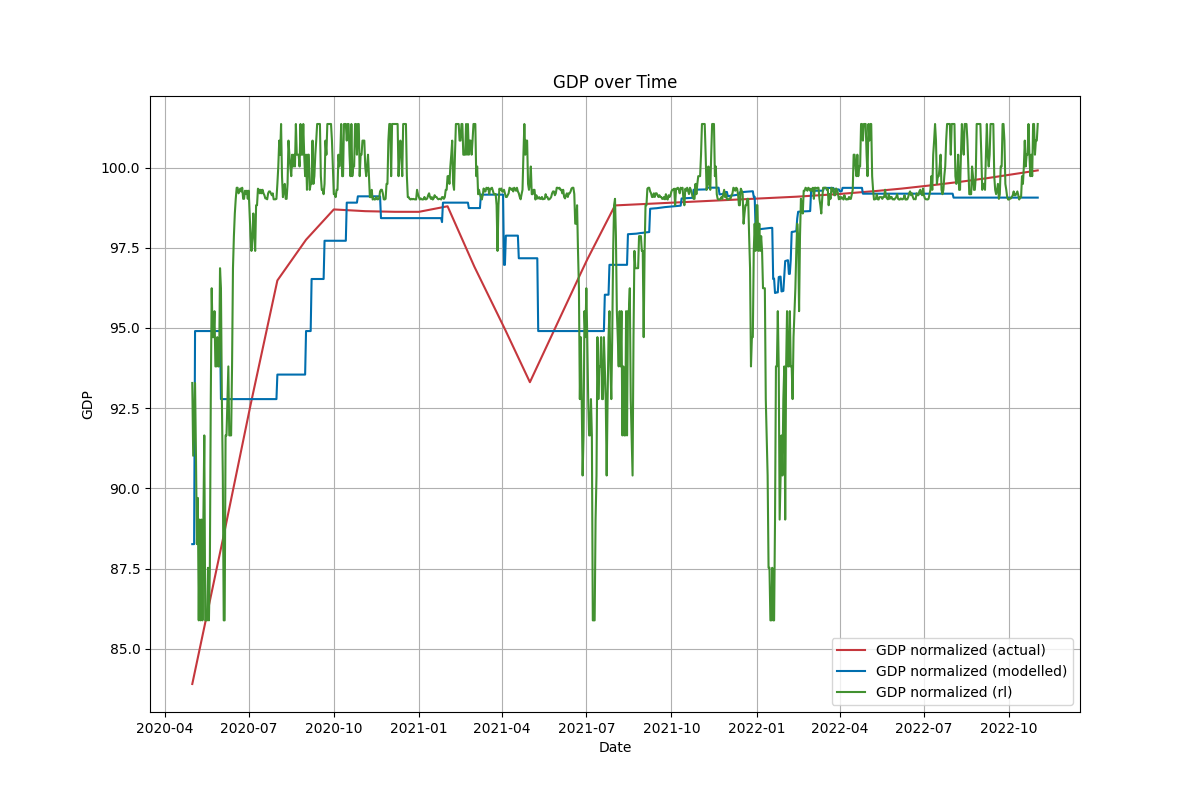 GDP over Time
GDP
100.0
97.5
95.0
92.5
90.0
87.5
85.0
GDP normalized (actual)
GDP normalized (modelled)
GDP normalized (rl)
2020-04 2020-07 2020-10 2021-01 2021-04 2021-07 2021-10 2022-01 2022-04 2022-07 2022-10
Date